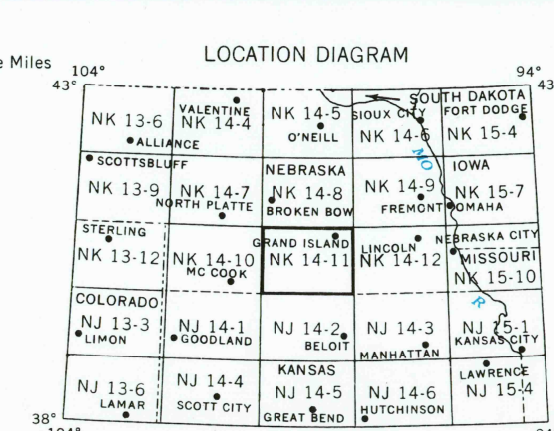 e Miles
LOCATION DIAGRAM
104°
94°
43°
43
SOUTH DAKOTA
NK 13-6
ALLIANCE
VALENTINE
NK 14-4
NK 14-5
O'NEILL
SIOUX CITY
NK 14-6
FORT DODGE
NK 15-4
MO
SCOTTSBLUFF
NK 13-9
NK 14-7
NORTH PLATTE
NEBRASKA
NK 14-8
BROKEN BOW
NK 14-9
FREMONT
IOWA
NK 15-7
OMAHA
STERLING
NK 13-12
NK 14-10
MC COOK
GRAND ISLAND
NK 14-11
LINCOLN
NK 14-12
NEBRASKA CITY
MISSOURI
NK 15-10
R
COLORADO
NJ 13-3
LIMON
NJ 14-1
GOODLAND
NJ 14-2
BELOIT
NJ 14-3
MANHATTAN
NJ 15-1
KANSAS CITY
NJ 13-6
LAMAR
NJ 14-4
SCOTT CITY
KANSAS
NJ 14-5
GREAT BEND
NJ 14-6
HUTCHINSON
LAWRENCE
NJ 15-4
38°